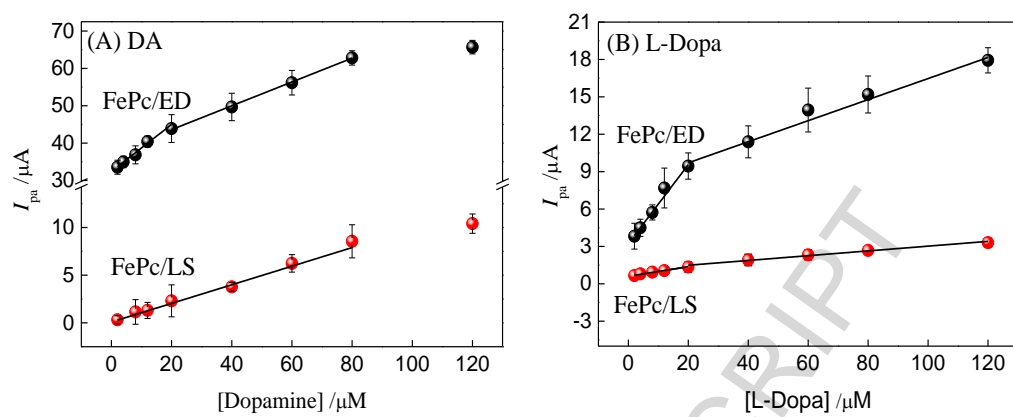 (A) DA
FePc/ED
FePc/LS
I pa /μA
70
60
50
40
30
10
5
0
0 20 40 60 80 100 120
[Dopamine] /μM
(B) L-Dopa
FePc/ED
FePc/LS
I pa /μA
21
18
15
12
9
6
3
0
-3
0 20 40 60 80 100 120
[L-Dopa] /μM
CRIPT